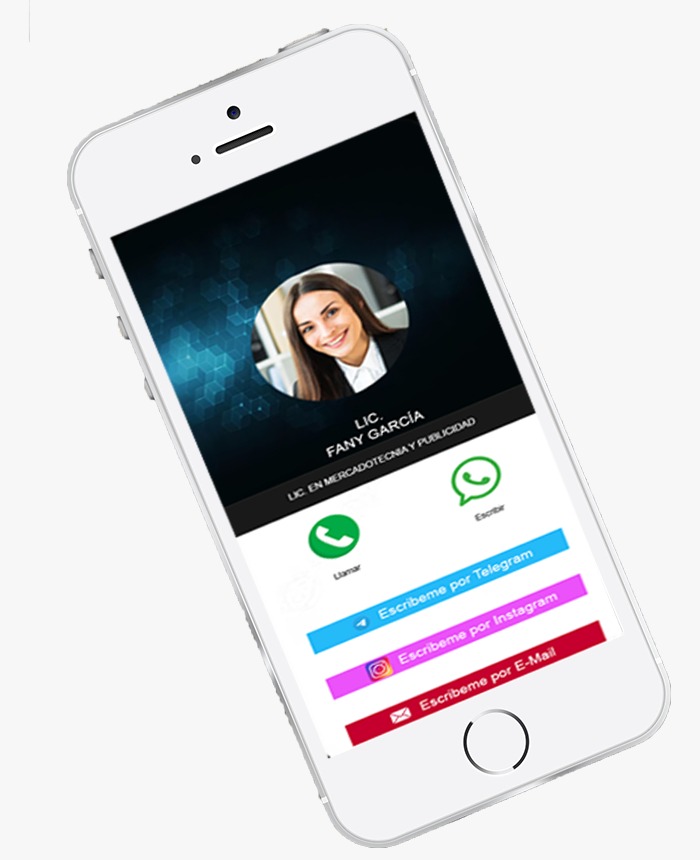 LIC.
FANY GARCÍA
LIC. EN MERCADOTECNIA Y PUBLICIDAD
Llamar
Escribir
Escribeme por Telegram
Escribeme por Instagram
Escribeme por E-Mail